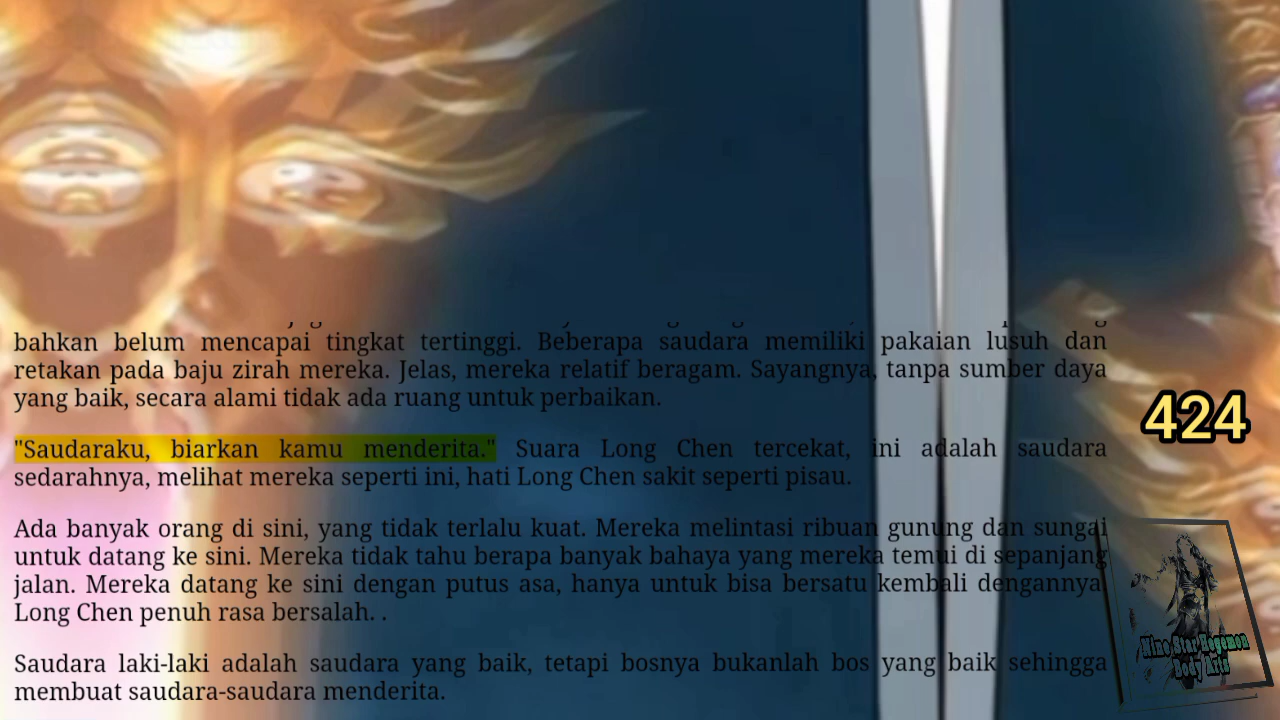 bahkan belum mencapai tingkat tertinggi. Beberapa saudara memiliki pakaian lusuh dan
retakan pada baju zirah mereka. Jelas, mereka relatif beragam. Sayangnya, tanpa sumber daya
yang baik, secara alami tidak ada ruang untuk perbaikan.
"Saudaraku, biarkan kamu menderita." Suara Long Chen tercekat, ini adalah saudara
sedarahnya, melihat mereka seperti ini, hati Long Chen sakit seperti pisau.
Ada banyak orang di sini, yang tidak terlalu kuat. Mereka melintasi ribuan gunung dan sungai
untuk datang ke sini. Mereka tidak tahu berapa banyak bahaya yang mereka temui di sepanjang
jalan. Mereka datang ke sini dengan putus asa, hanya untuk bisa bersatu kembali dengannya.
Long Chen penuh rasa bersalah. .
Saudara laki-laki adalah saudara yang baik, tetapi bosnya bukanlah bos yang baik sehingga
membuat saudara-saudara menderita.
424
Nine Star Hegemon
Body Arts